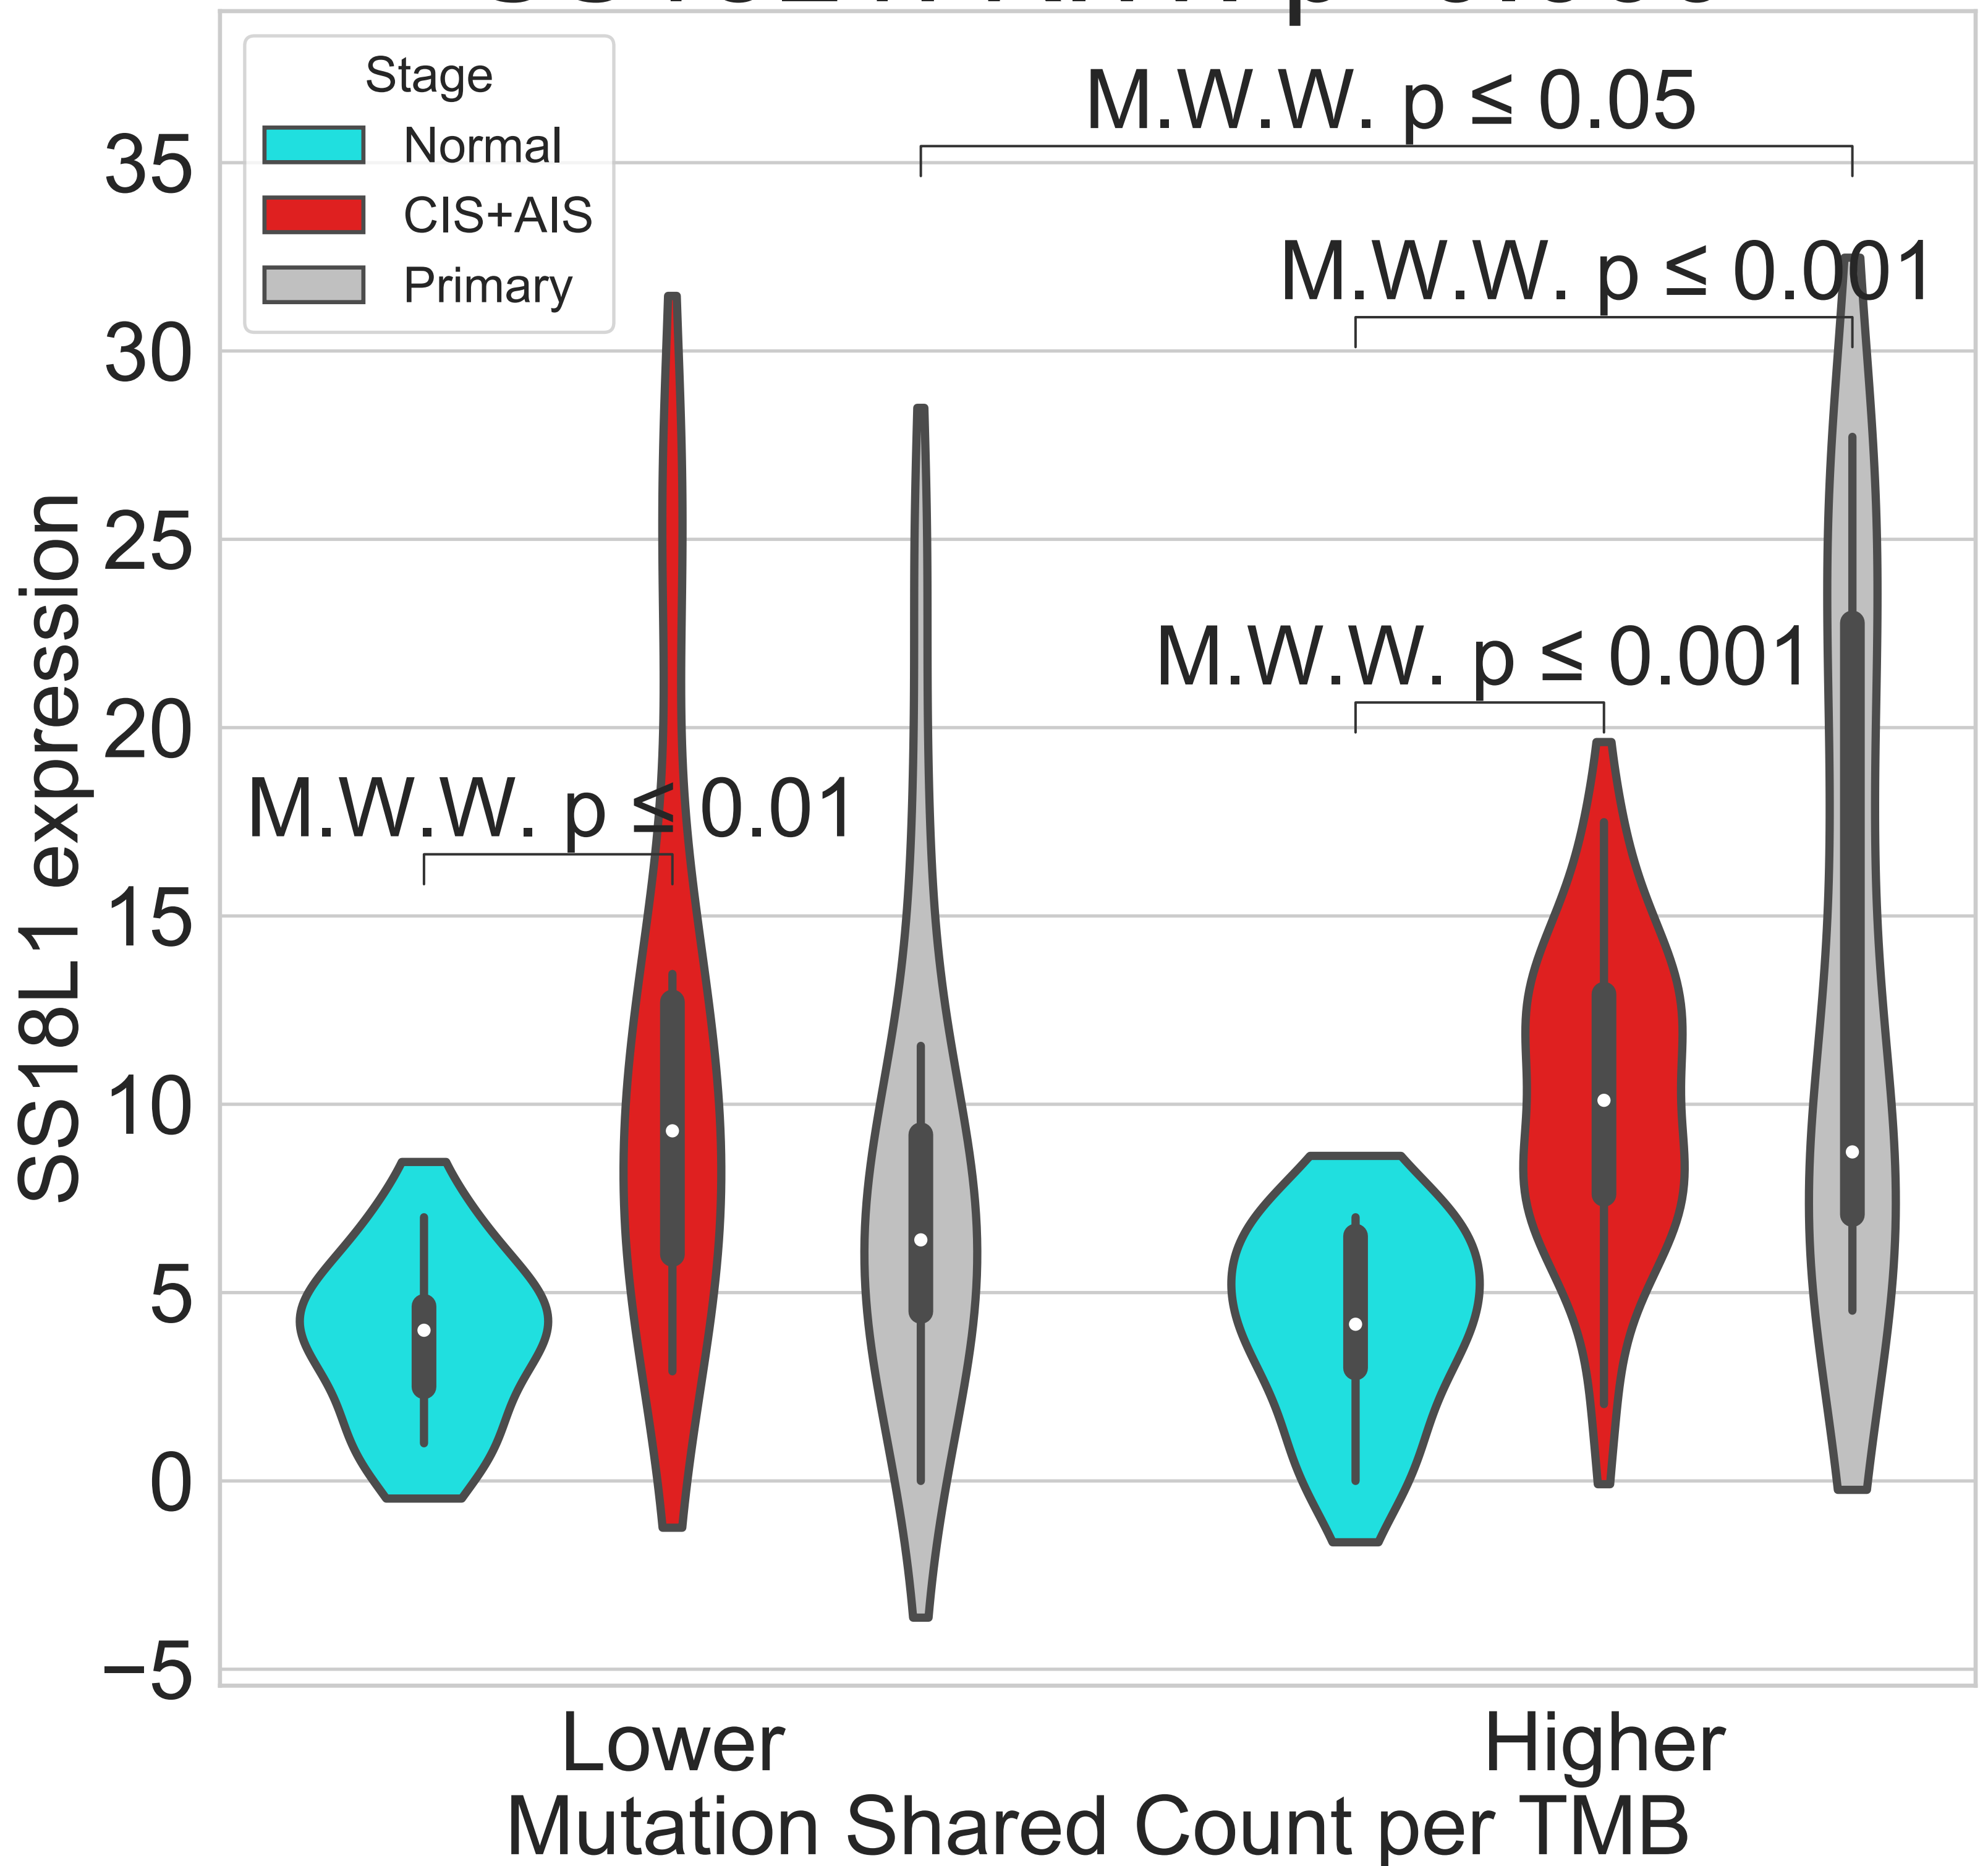 Stage
Normal
CIS+AIS
Primary
M.W.W. p ≤ 0.05
M.W.W. p ≤ 0.001
M.W.W. p ≤ 0.001
M.W.W. p ≤ 0.01
35
30
25
20
15
10
5
0
−5
SS18L1 expression
Lower
Higher
Mutation Shared Count per TMB